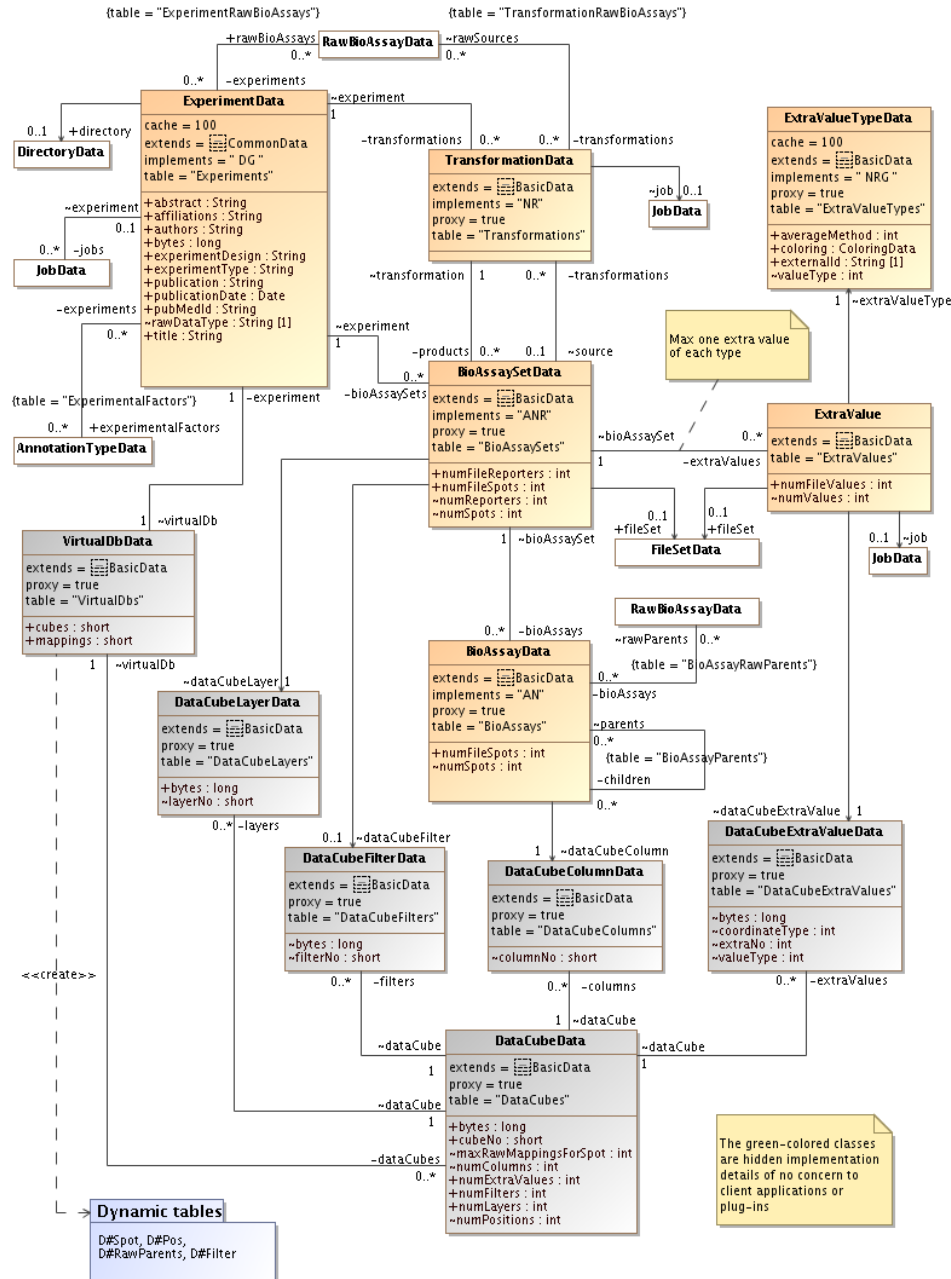 {table = "ExperimentRawBioAssays"}
{table = "TransformationRawBioAssays"}
+rawBioAssays
0..*
RawBioAssayData
~rawSources
0..*
0..*
-experiments
ExperimentData
cache = 100
extends = CommonData
implements = " DG"
table = "Experiments"
+abstract : String
+affiliations : String
+authors : String
+bytes : long
+experimentDesign : String
+experimentType : String
+publication : String
+publicationDate : Date
+pubMedId : String
~rawDataType : String [1]
+title : String
0..1
+directory
DirectoryData
~experiment
0..1
0..*
-jobs
JobData
-experiments
0..*
{table = "ExperimentalFactors"}
0..*
+experimentalFactors
AnnotationTypeData
~experiment
1
-transformations
0..*
0..*
-transformations
TransformationData
extends = BasicData
implements = "NR"
proxy = true
table = "Transformations"
~job
0..1
JobData
~transformation
1
0..*
-transformations
ExtraValueTypeData
cache = 100
extends = BasicData
implements = " NRG"
proxy = true
table = "ExtraValueTypes"
+averageMethod : int
+coloring : ColoringData
+externalId : String [1]
~valueType : int
1
~extraValueType
Max one extra value
of each type
~experiment
1
-products
0..*
0..1
~source
0..*
-bioAssaySets
BioAssaySetData
extends = BasicData
implements = "ANR"
proxy = true
table = "BioAssaySets"
+numFileReporters : int
+numFileSpots : int
~numReporters : int
~numSpots : int
~bioAssaySet
1
0..*
-extraValues
ExtraValue
extends = BasicData
table = "ExtraValues"
+numFileValues : int
~numValues : int
1
-experiment
1
~virtualDb
VirtualDbData
extends = BasicData
proxy = true
table = "VirtualDbs"
+cubes : short
+mappings : short
1
~virtualDb
0..1
+fileSet
0..1
+fileSet
FileSetData
0..1
~job
JobData
1
~bioAssaySet
0..*
-bioAssays
RawBioAssayData
~rawParents
0..*
{table = "BioAssayRawParents"}
0..*
-bioAssays
BioAssayData
extends = BasicData
implements = "AN"
proxy = true
table = "BioAssays"
+numFileSpots : int
~numSpots : int
~parents
0..*
{table = "BioAssayParents"}
-children
0..*
~dataCubeLayer
1
DataCubeLayerData
extends = BasicData
proxy = true
table = "DataCubeLayers"
+bytes : long
~layerNo : short
0..*
-layers
0..1
~dataCubeFilter
DataCubeFilterData
extends = BasicData
proxy = true
table = "DataCubeFilters"
~bytes : long
~filterNo : short
0..*
-filters
1
~dataCubeColumn
DataCubeColumnData
extends = BasicData
proxy = true
table = "DataCubeColumns"
~columnNo : short
0..*
-columns
~dataCubeExtraValue
1
DataCubeExtraValueData
extends = BasicData
proxy = true
table = "DataCubeExtraValues"
~bytes : long
~coordinateType : int
~extraNo : int
~valueType : int
0..*
-extraValues
<<create>>
1
~dataCube
~dataCube
1
~dataCube
1
~dataCube
1
-dataCubes
0..*
DataCubeData
extends = BasicData
proxy = true
table = "DataCubes"
+bytes : long
+cubeNo : short
~maxRawMappingsForSpot : int
~numColumns : int
+numExtraValues : int
+numFilters : int
+numLayers : int
~numPositions : int
The green-colored classes
are hidden implementation
details of no concern to
client applications or
plug-ins
Dynamic tables
D#Spot, D#Pos,
D#RawParents, D#Filter